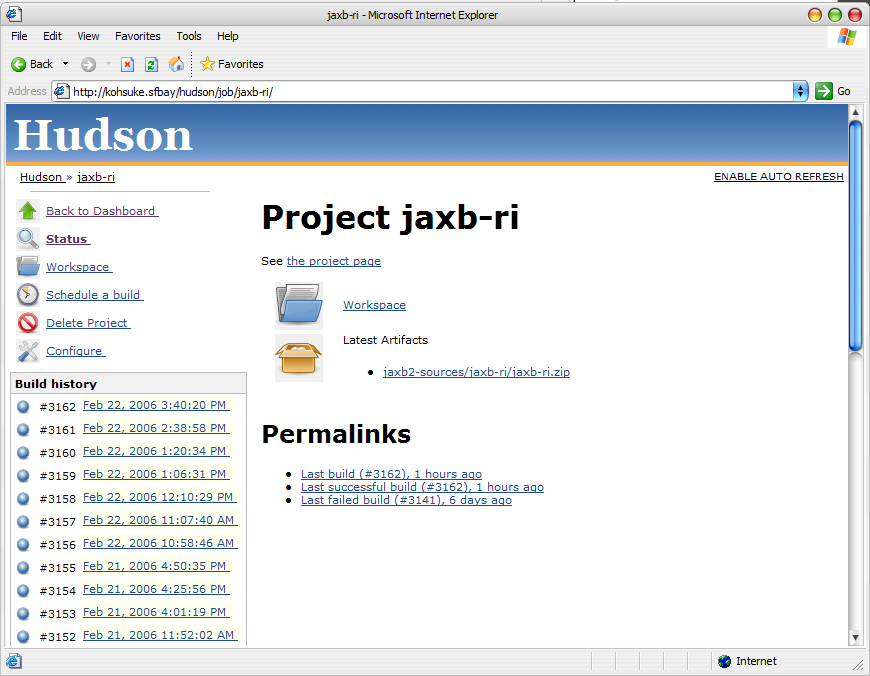 jaxb-ri - Microsoft Internet Explorer
File Edit View Favorites Tools Help
Back Favorites
Address http://kohsuke.sfbay/hudson/job/jaxb-ri/ Go
Hudson
Hudson » jaxb-ri ENABLE AUTO REFRESH
Back to Dashboard
Status
Workspace
Schedule a build
Delete Project
Configure
Build history
#3162 Feb 22, 2006 3:40:20 PM
#3161 Feb 22, 2006 2:38:58 PM
#3160 Feb 22, 2006 1:20:34 PM
#3159 Feb 22, 2006 1:06:31 PM
#3158 Feb 22, 2006 12:10:29 PM
#3157 Feb 22, 2006 11:07:40 AM
#3156 Feb 22, 2006 10:58:46 AM
#3155 Feb 21, 2006 4:50:35 PM
#3154 Feb 21, 2006 4:25:56 PM
#3153 Feb 21, 2006 4:01:19 PM
#3152 Feb 21, 2006 11:52:02 AM
Project jaxb-ri
See the project page
Workspace
Latest Artifacts
• jaxb2-sources/jaxb-ri/jaxb-ri.zip
Permalinks
• Last build (#3162), 1 hours ago
• Last successful build (#3162), 1 hours ago
• Last failed build (#3141), 6 days ago
Internet